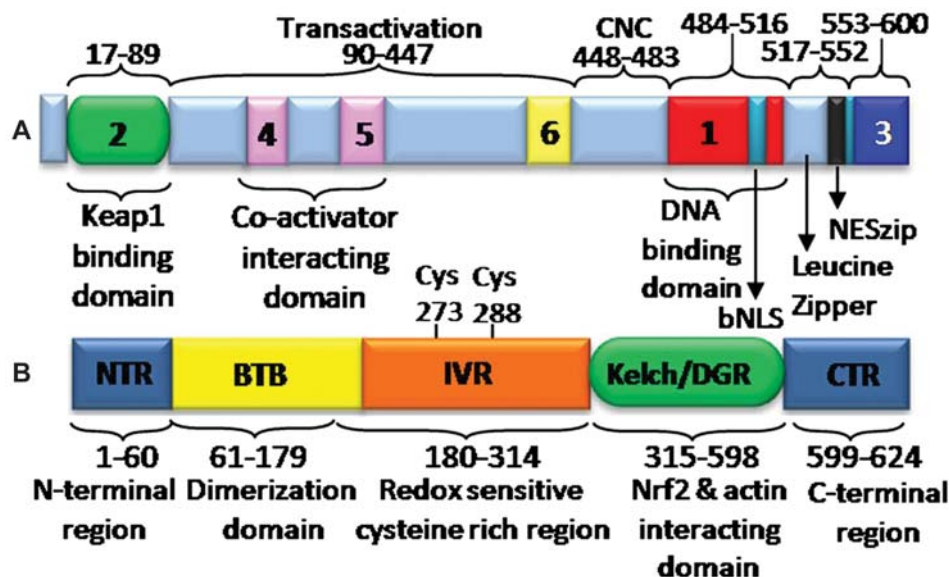 Transactivation
CNC
484-516
553-600
17-89
90-447
448-483
517-552
A
2
4
5
6
1
3
Keap1
binding
domain
Co-activator
interacting
domain
DNA
binding
domain
bNLS
Leucine
Zipper
NESzip
Cys
273
Cys
288
B
NTR
BTB
IVR
Kelch/DGR
CTR
1-60
N-terminal
region
61-179
Dimerization
domain
180-314
Redox sensitive
cysteine rich region
315-598
Nrf2 & actin
interacting
domain
599-624
C-terminal
region